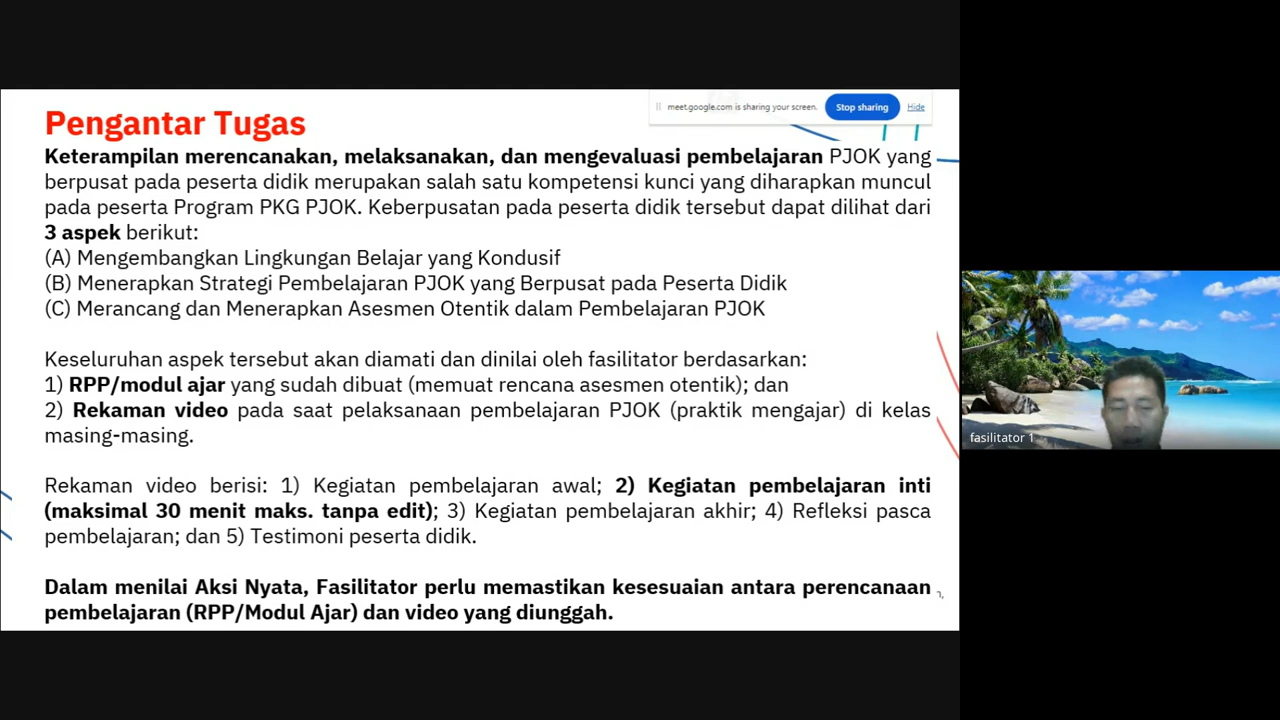 meet.google.com is sharing your screen. Stop sharing Hide
Pengantar Tugas
Keterampilan merencanakan, melaksanakan, dan mengevaluasi pembelajaran PJOK yang
berpusat pada peserta didik merupakan salah satu kompetensi kunci yang diharapkan muncul
pada peserta Program PKG PJOK. Keberpusatan pada peserta didik tersebut dapat dilihat dari
3 aspek berikut:
(A) Mengembangkan Lingkungan Belajar yang Kondusif
(B) Menerapkan Strategi Pembelajaran PJOK yang Berpusat pada Peserta Didik
(C) Merancang dan Menerapkan Asesmen Otentik dalam Pembelajaran PJOK
Keseluruhan aspek tersebut akan diamati dan dinilai oleh fasilitator berdasarkan:
1) RPP/modul ajar yang sudah dibuat (memuat rencana asesmen otentik); dan
2) Rekaman video pada saat pelaksanaan pembelajaran PJOK (praktik mengajar) di kelas
masing-masing.
Rekaman video berisi: 1) Kegiatan pembelajaran awal; 2) Kegiatan pembelajaran inti
(maksimal 30 menit maks. tanpa edit); 3) Kegiatan pembelajaran akhir; 4) Refleksi pasca
pembelajaran; dan 5) Testimoni peserta didik.
Dalam menilai Aksi Nyata, Fasilitator perlu memastikan kesesuaian antara perencanaan
pembelajaran (RPP/Modul Ajar) dan video yang diunggah.
fasilitator 1